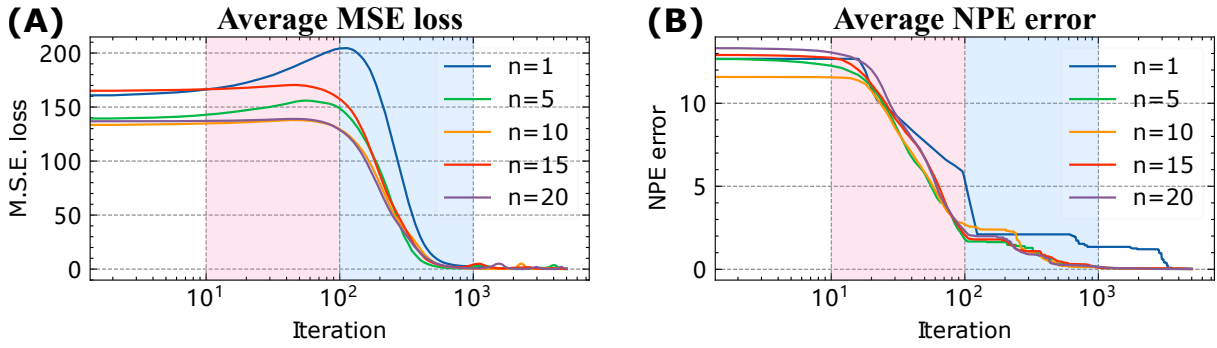 (A) Average MSE loss
M.S.E. loss
200
150
100
50
0
n=1
n=5
n=10
n=15
n=20
10^1
10^2
10^3
Iteration
(B) Average NPE error
NPE error
10
5
0
n=1
n=5
n=10
n=15
n=20
10^1
10^2
10^3
Iteration